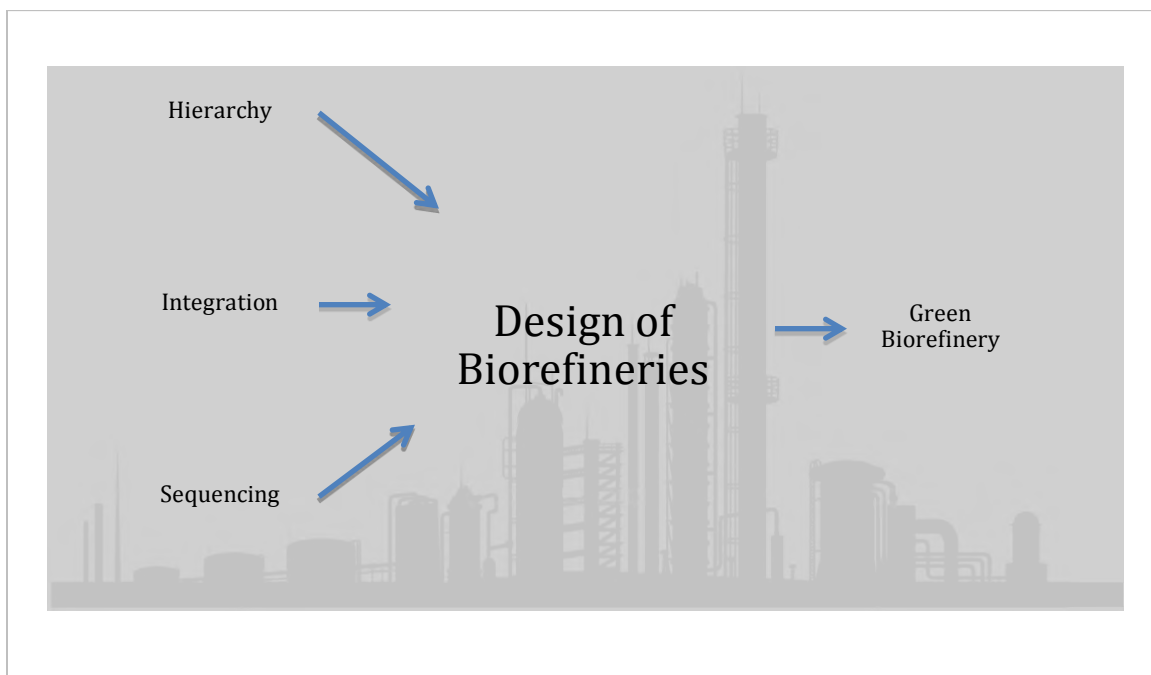 Hierarchy
Integration
Sequencing
Design of
Biorefineries
Green
Biorefinery